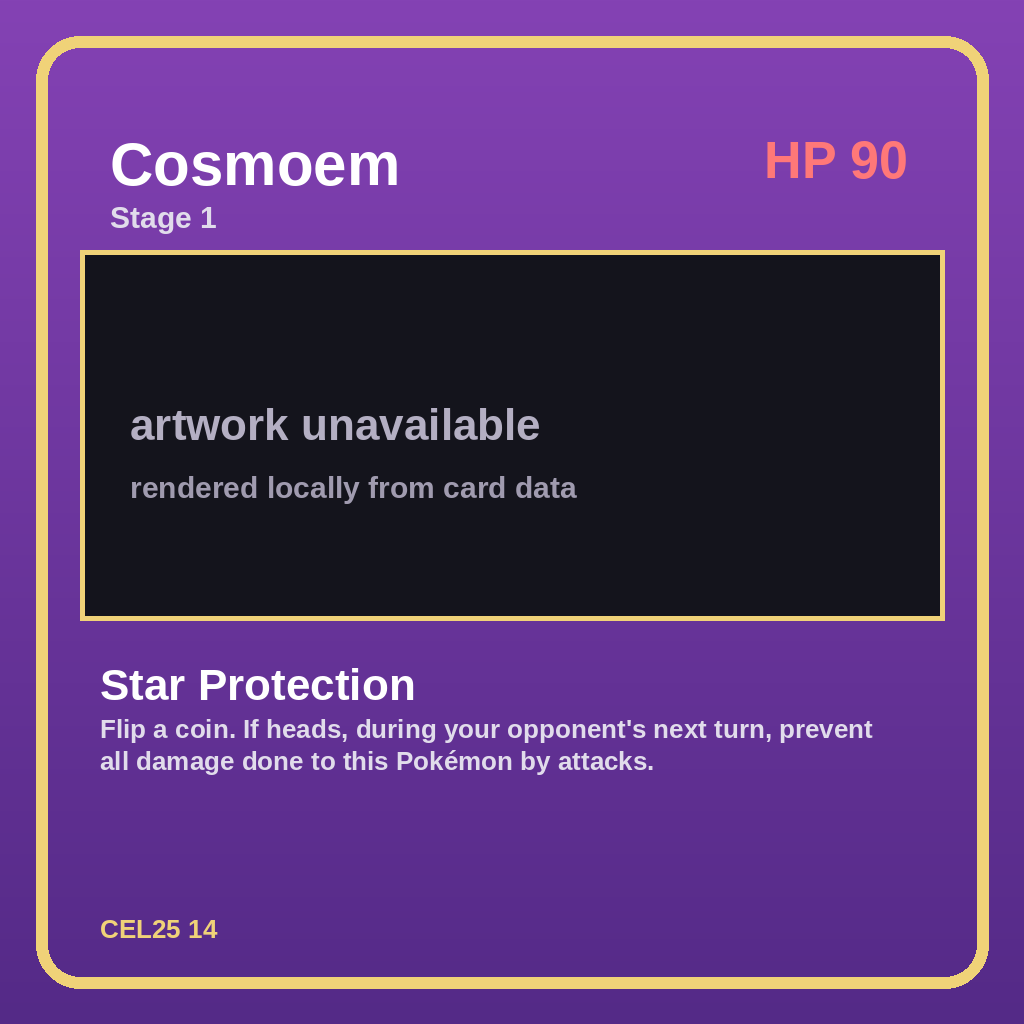 Cosmoem
HP 90
Stage 1
artwork unavailable
rendered locally from card data
Star Protection
Flip a coin. If heads, during your opponent's next turn, prevent
all damage done to this Pokémon by attacks.
CEL25 14